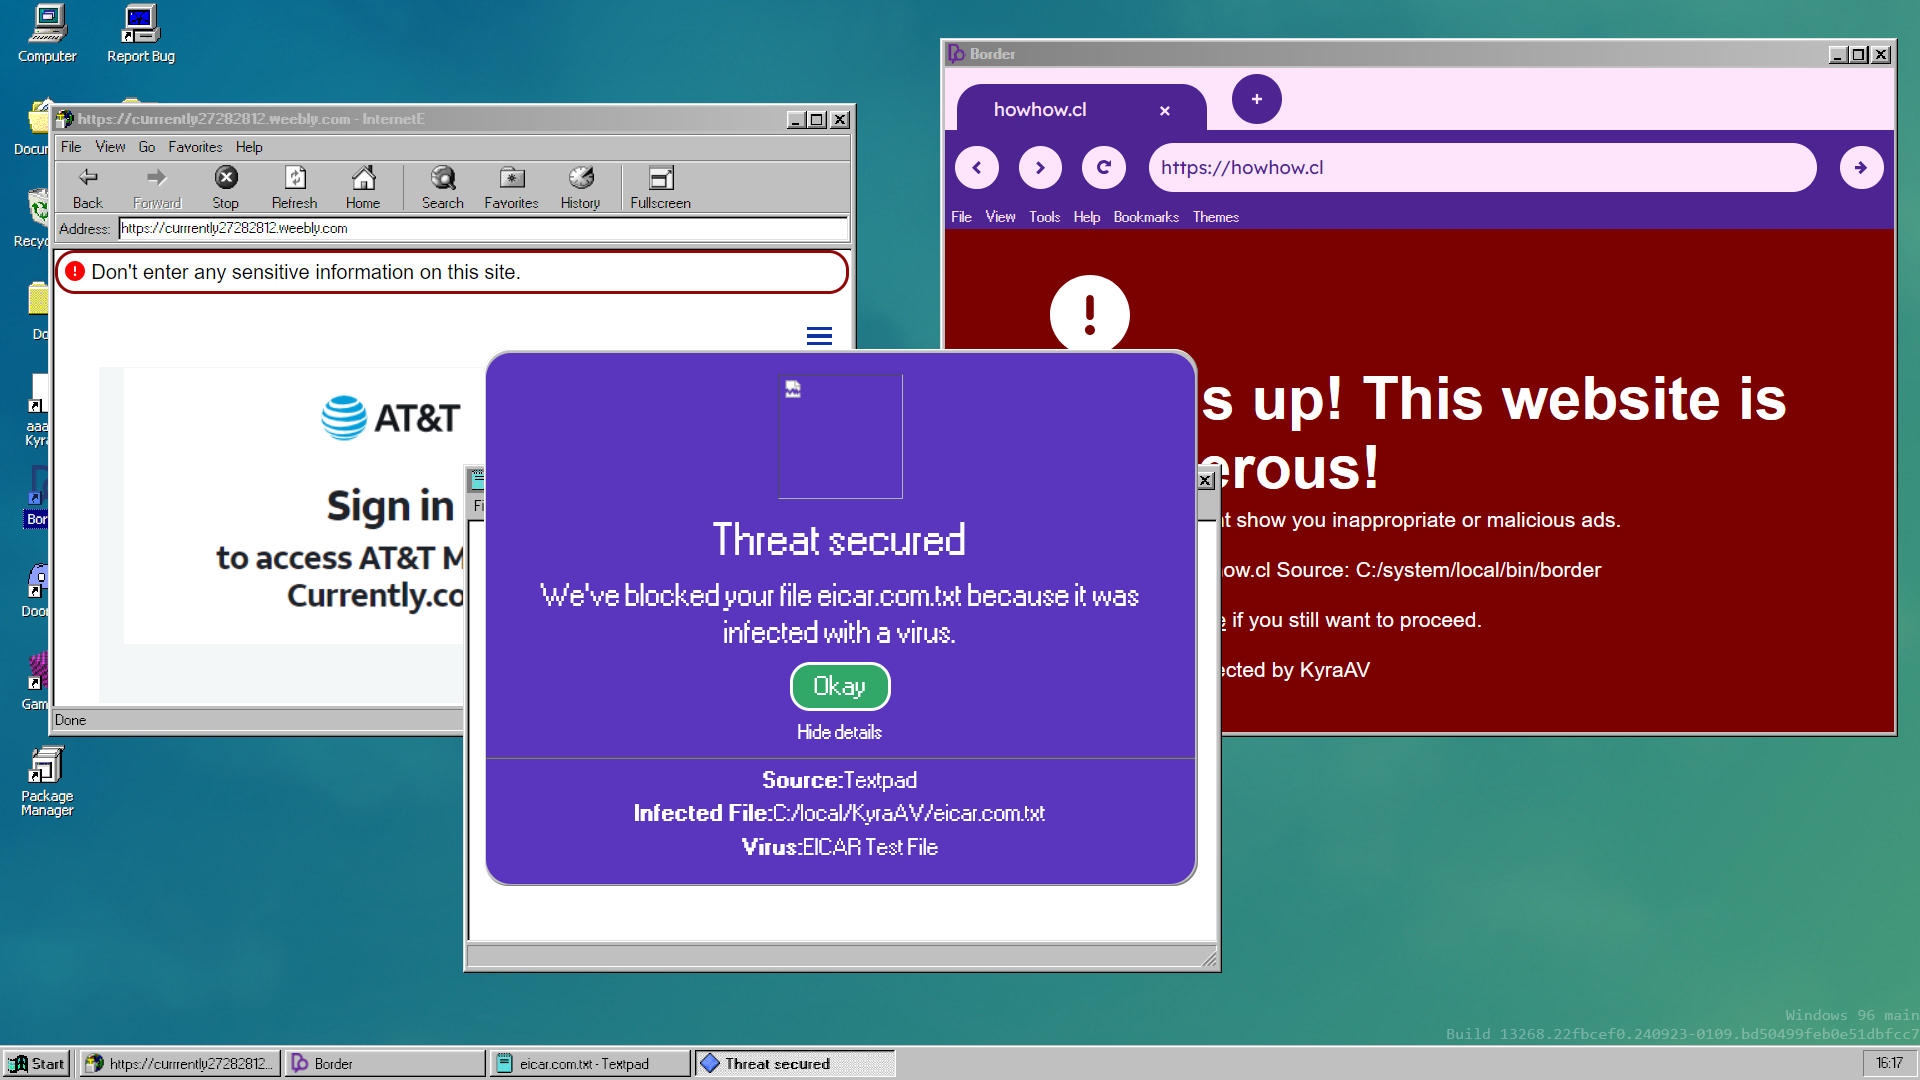 Computer
Report Bug
Docu
Recyc
Do
aaa
Kyra
Bor
Doo
Gam
Package
Manager
https://currrently27282812.weebly.com - InternetE
File View Go Favorites Help
Back Forward Stop Refresh Home Search Favorites History Fullscreen
Address: https://currrently27282812.weebly.com
Don't enter any sensitive information on this site.
AT&T
Sign in
to access AT&T M
Currently.co
Done
Border
howhow.cl
https://howhow.cl
File View Tools Help Bookmarks Themes
s up! This website is
erous!
t show you inappropriate or malicious ads.
ow.cl Source: C:/system/local/bin/border
e if you still want to proceed.
cted by KyraAV
Fi
Threat secured
We've blocked your file eicar.com.txt because it was
infected with a virus.
Okay
Hide details
Source:Textpad
Infected File:C:/local/KyraAV/eicar.com.txt
Virus:EICAR Test File
Windows 96 main
Build 13268.22fbcef0.240923-0109.bd50499feb0e51dbfcc7
Start
https://currrently27282812...
Border
eicar.com.txt - Textpad
Threat secured
16:17